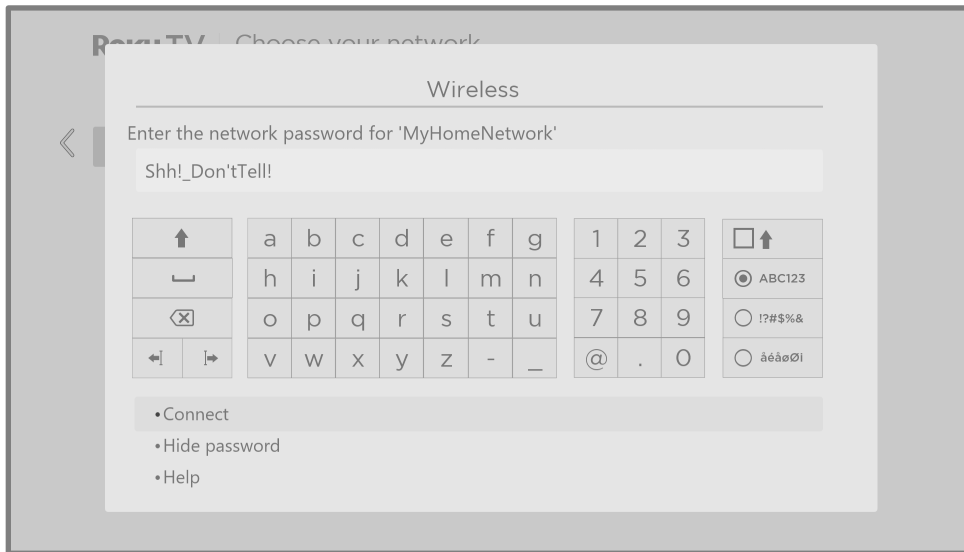 Roku TV | Choose your network
Wireless
Enter the network password for 'MyHomeNetwork'
Shh!_Don'tTell!
a b c d e f g 1 2 3
h i j k l m n 4 5 6 ABC123
o p q r s t u 7 8 9 !?#$%&
v w x y z - _ @ . 0 åéåøØi
•Connect
•Hide password
•Help